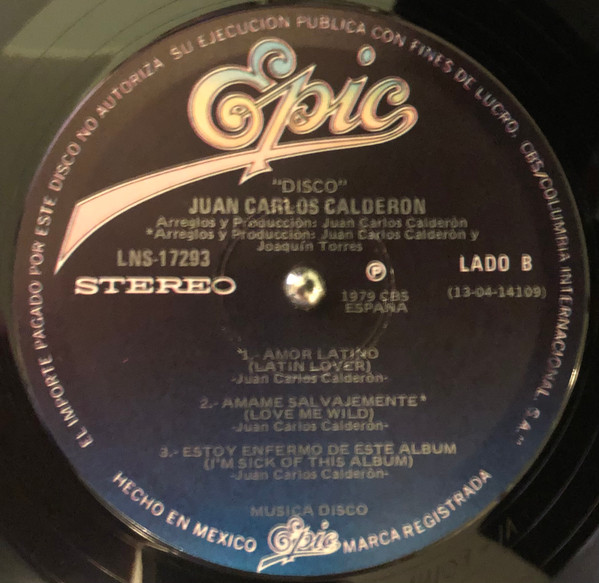 EL IMPORTE PAGADO POR ESTE DISCO NO AUTORIZA SU EJECUCION PUBLICA CON FINES DE LUCRO. CBS/COLUMBIA INTERNACIONAL, S.A."
Epic
"DISCO"
JUAN CARLOS CALDERON
Arreglos y Producción: Juan Carlos Calderón
*Arreglos y Producción: Juan Carlos Calderón y
Joaquín Torres
LNS-17293
STEREO
Ⓟ
1979 CBS
ESPAÑA
LADO B
(13-04-14109)
*1.- AMOR LATINO
(LATIN LOVER)
-Juan Carlos Calderón-
2.- AMAME SALVAJEMENTE*
(LOVE ME WILD)
-Juan Carlos Calderón-
3.- ESTOY ENFERMO DE ESTE ALBUM
(I'M SICK OF THIS ALBUM)
-Juan Carlos Calderón-
MUSICA DISCO
HECHO EN MEXICO Epic MARCA REGISTRADA